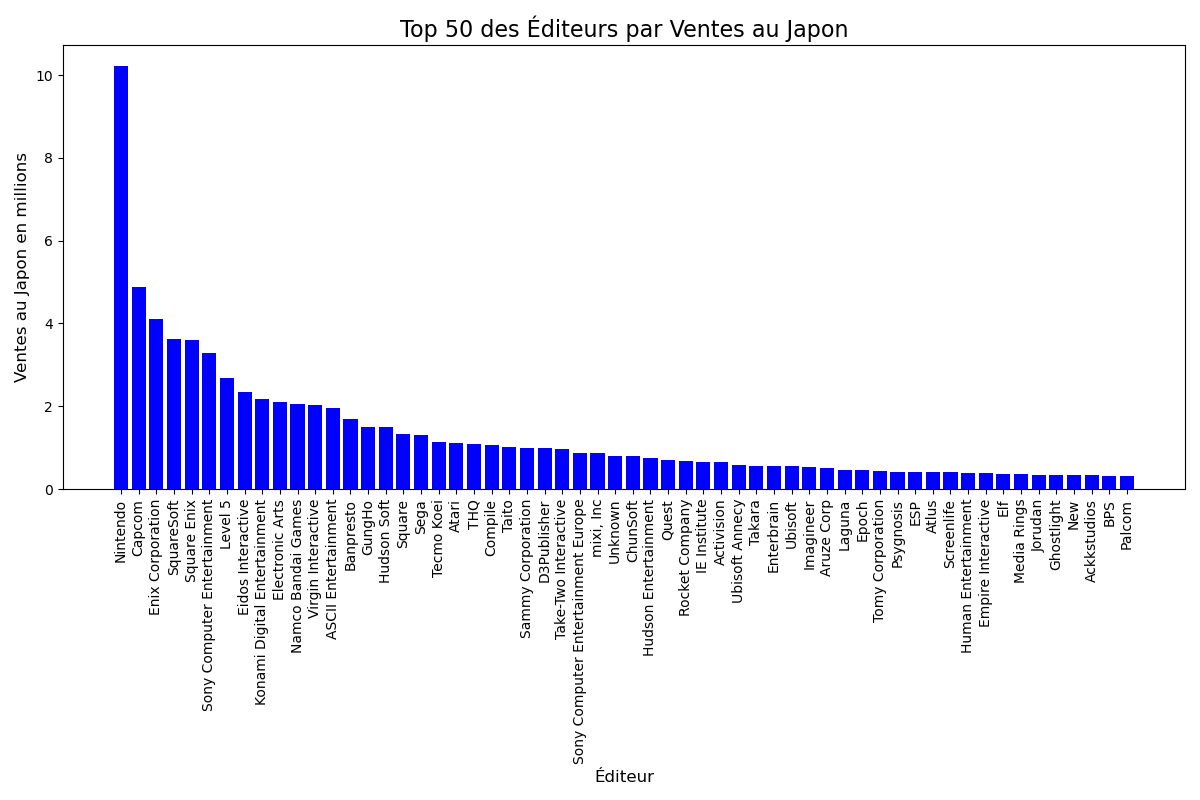 Top 50 des Éditeurs par Ventes au Japon
Ventes au Japon en millions
10
8
6
4
2
0
Nintendo
Capcom
Enix Corporation
SquareSoft
Square Enix
Sony Computer Entertainment
Level 5
Eidos Interactive
Konami Digital Entertainment
Electronic Arts
Namco Bandai Games
Virgin Interactive
ASCII Entertainment
Banpresto
GungHo
Hudson Soft
Square
Sega
Tecmo Koei
Atari
THQ
Compile
Taito
Sammy Corporation
D3Publisher
Take-Two Interactive
Sony Computer Entertainment Europe
mixi, Inc
Unknown
ChunSoft
Hudson Entertainment
Quest
Rocket Company
IE Institute
Activision
Ubisoft Annecy
Takara
Enterbrain
Ubisoft
Imagineer
Aruze Corp
Laguna
Epoch
Tomy Corporation
Psygnosis
ESP
Atlus
Screenlife
Human Entertainment
Empire Interactive
Elf
Media Rings
Jorudan
Ghostlight
New
Ackkstudios
BPS
Palcom
Éditeur